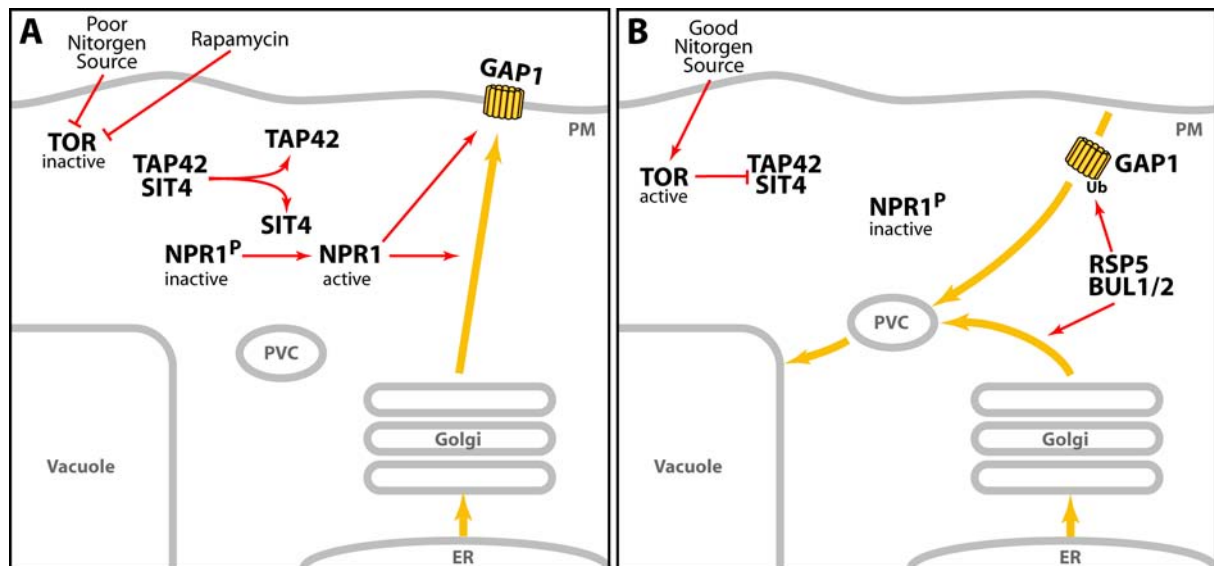 A
Poor
Nitorgen
Source
Rapamycin
GAP1
PM
TOR
inactive
TAP42
SIT4
TAP42
SIT4
NPR1P
inactive
NPR1
active
PVC
Vacuole
Golgi
ER
B
Good
Nitorgen
Source
PM
GAP1
Ub
TOR
active
TAP42
SIT4
NPR1P
inactive
RSP5
BUL1/2
PVC
Vacuole
Golgi
ER